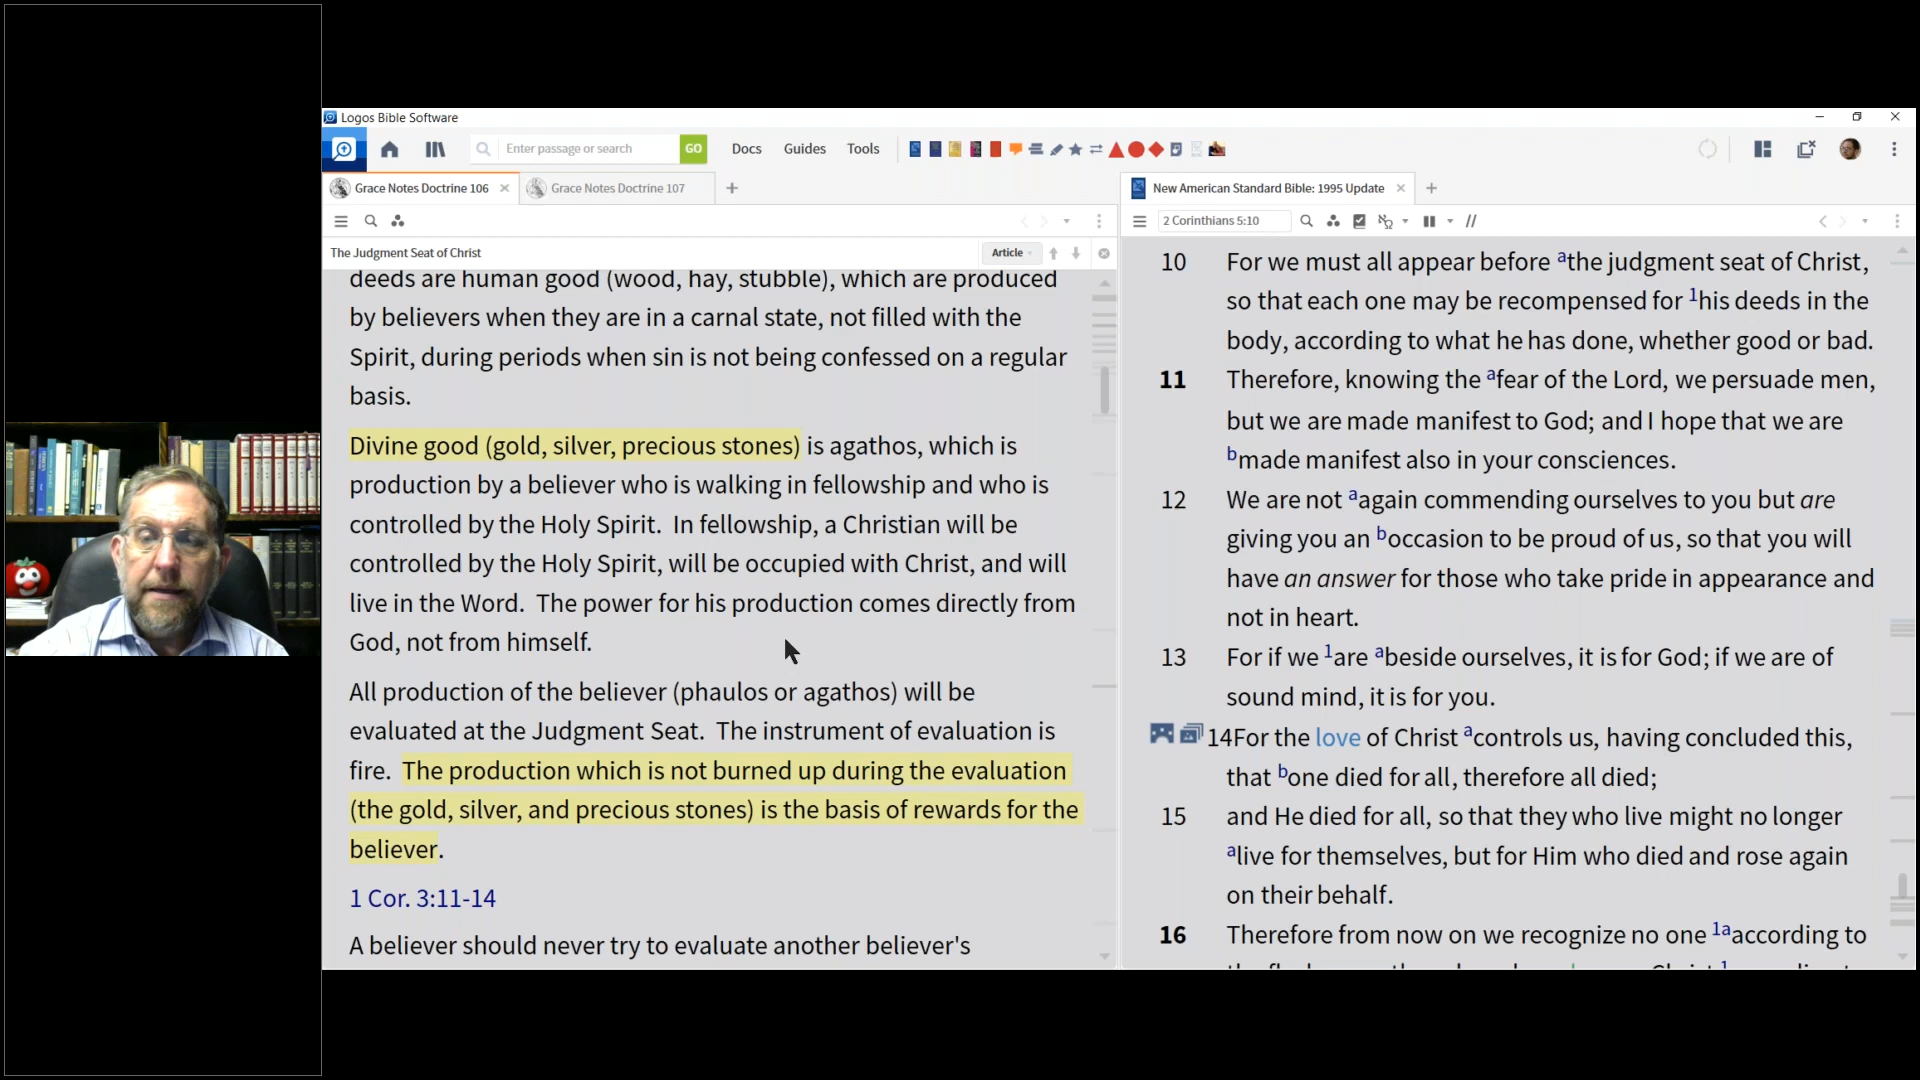 Logos Bible Software
Enter passage or search
GO
Docs
Guides
Tools
Grace Notes Doctrine 106
Grace Notes Doctrine 107
The Judgment Seat of Christ
Article
deeds are human good (wood, hay, stubble), which are produced
by believers when they are in a carnal state, not filled with the
Spirit, during periods when sin is not being confessed on a regular
basis.
Divine good (gold, silver, precious stones) is agathos, which is
production by a believer who is walking in fellowship and who is
controlled by the Holy Spirit.  In fellowship, a Christian will be
controlled by the Holy Spirit, will be occupied with Christ, and will
live in the Word.  The power for his production comes directly from
God, not from himself.
All production of the believer (phaulos or agathos) will be
evaluated at the Judgment Seat.  The instrument of evaluation is
fire.  The production which is not burned up during the evaluation
(the gold, silver, and precious stones) is the basis of rewards for the
believer.
1 Cor. 3:11-14
A believer should never try to evaluate another believer's
New American Standard Bible: 1995 Update
2 Corinthians 5:10
10 For we must all appear before athe judgment seat of Christ,
so that each one may be recompensed for 1his deeds in the
body, according to what he has done, whether good or bad.
11 Therefore, knowing the afear of the Lord, we persuade men,
but we are made manifest to God; and I hope that we are
bmade manifest also in your consciences.
12 We are not aagain commending ourselves to you but are
giving you an boccasion to be proud of us, so that you will
have an answer for those who take pride in appearance and
not in heart.
13 For if we 1are abeside ourselves, it is for God; if we are of
sound mind, it is for you.
14For the love of Christ acontrols us, having concluded this,
that bone died for all, therefore all died;
15 and He died for all, so that they who live might no longer
alive for themselves, but for Him who died and rose again
on their behalf.
16 Therefore from now on we recognize no one 1aaccording to